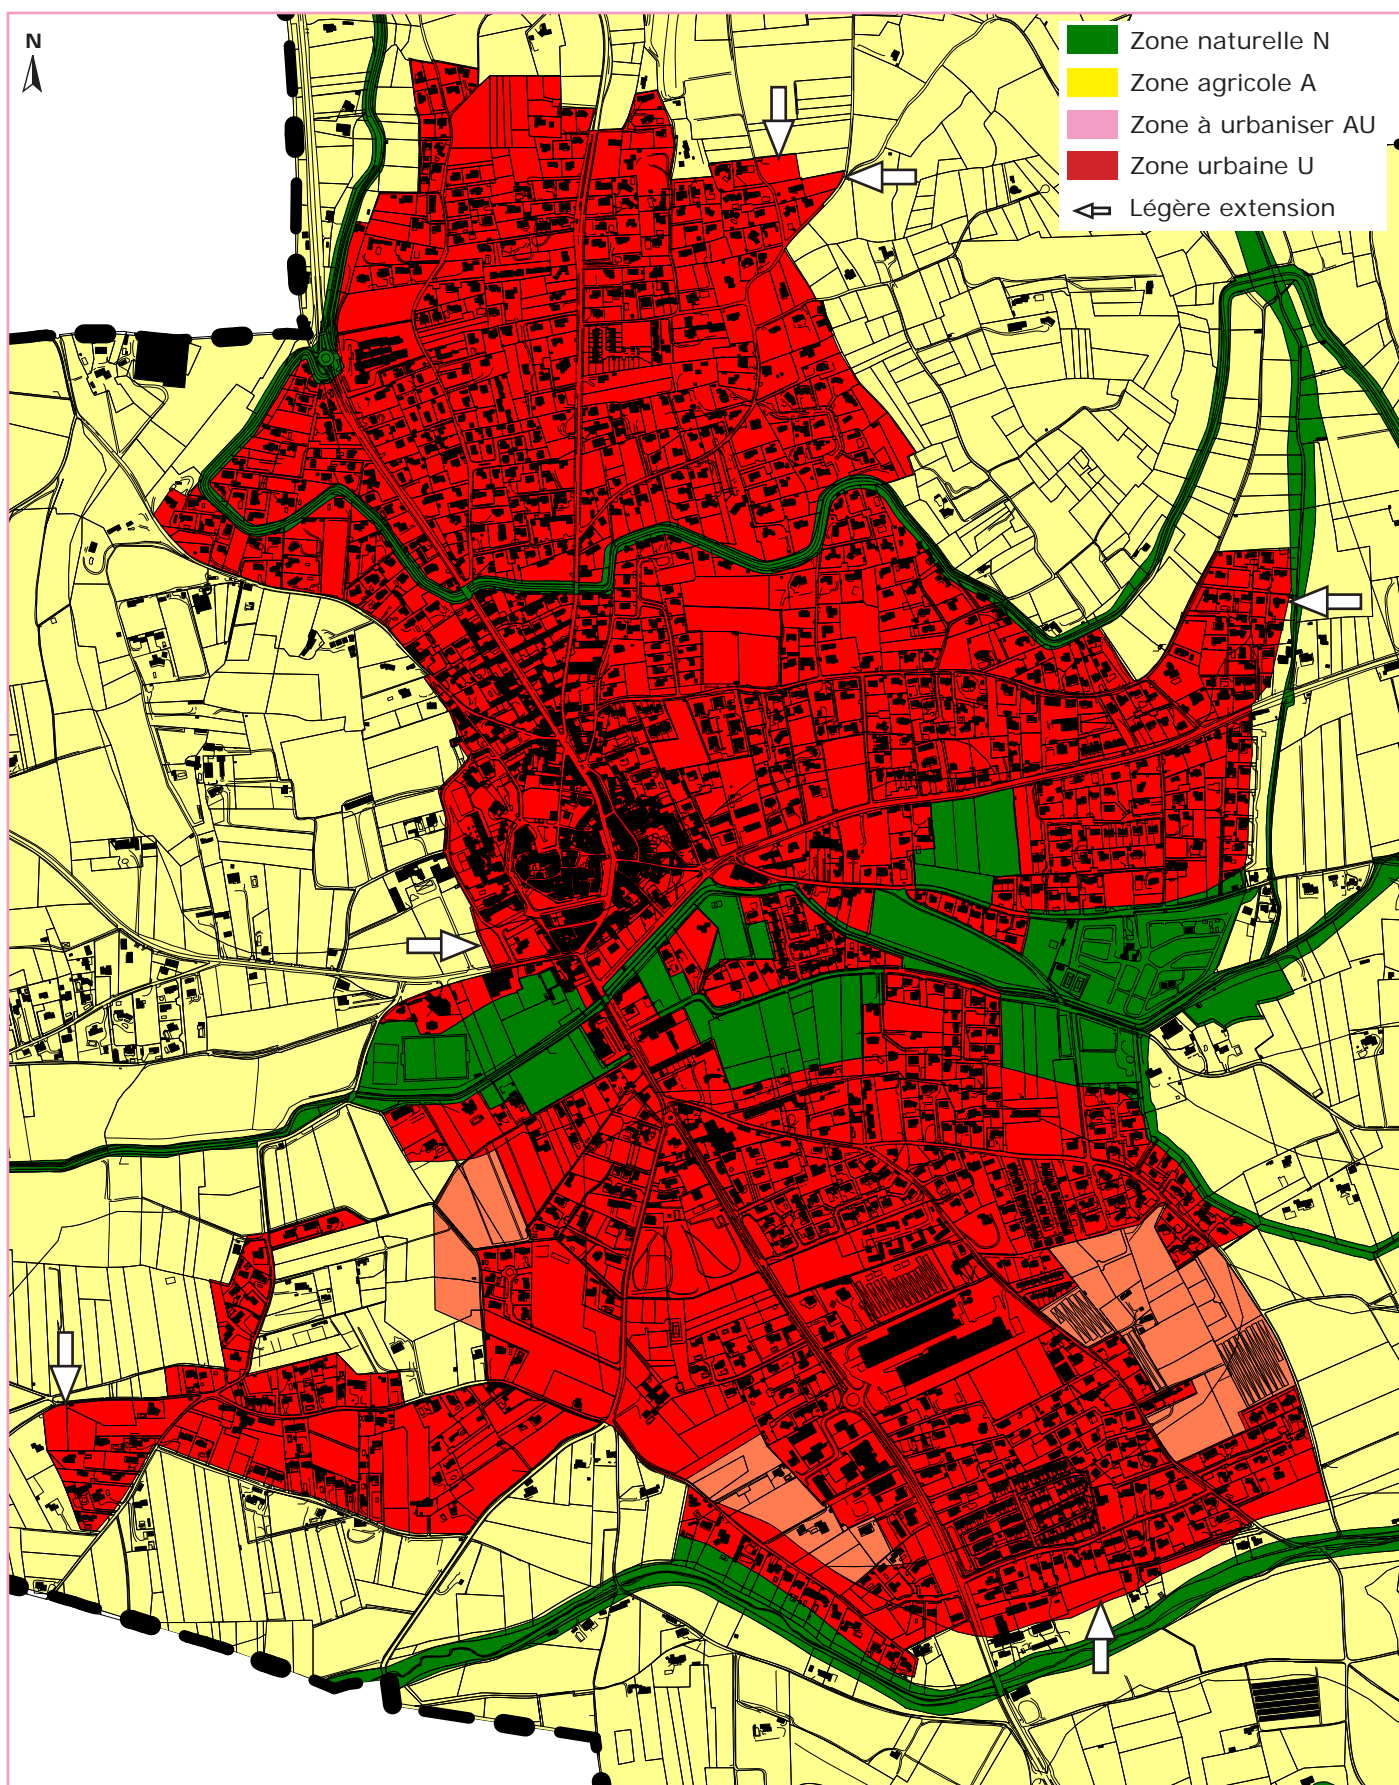 N
Zone naturelle N
Zone agricole A
Zone à urbaniser AU
Zone urbaine U
Légère extension